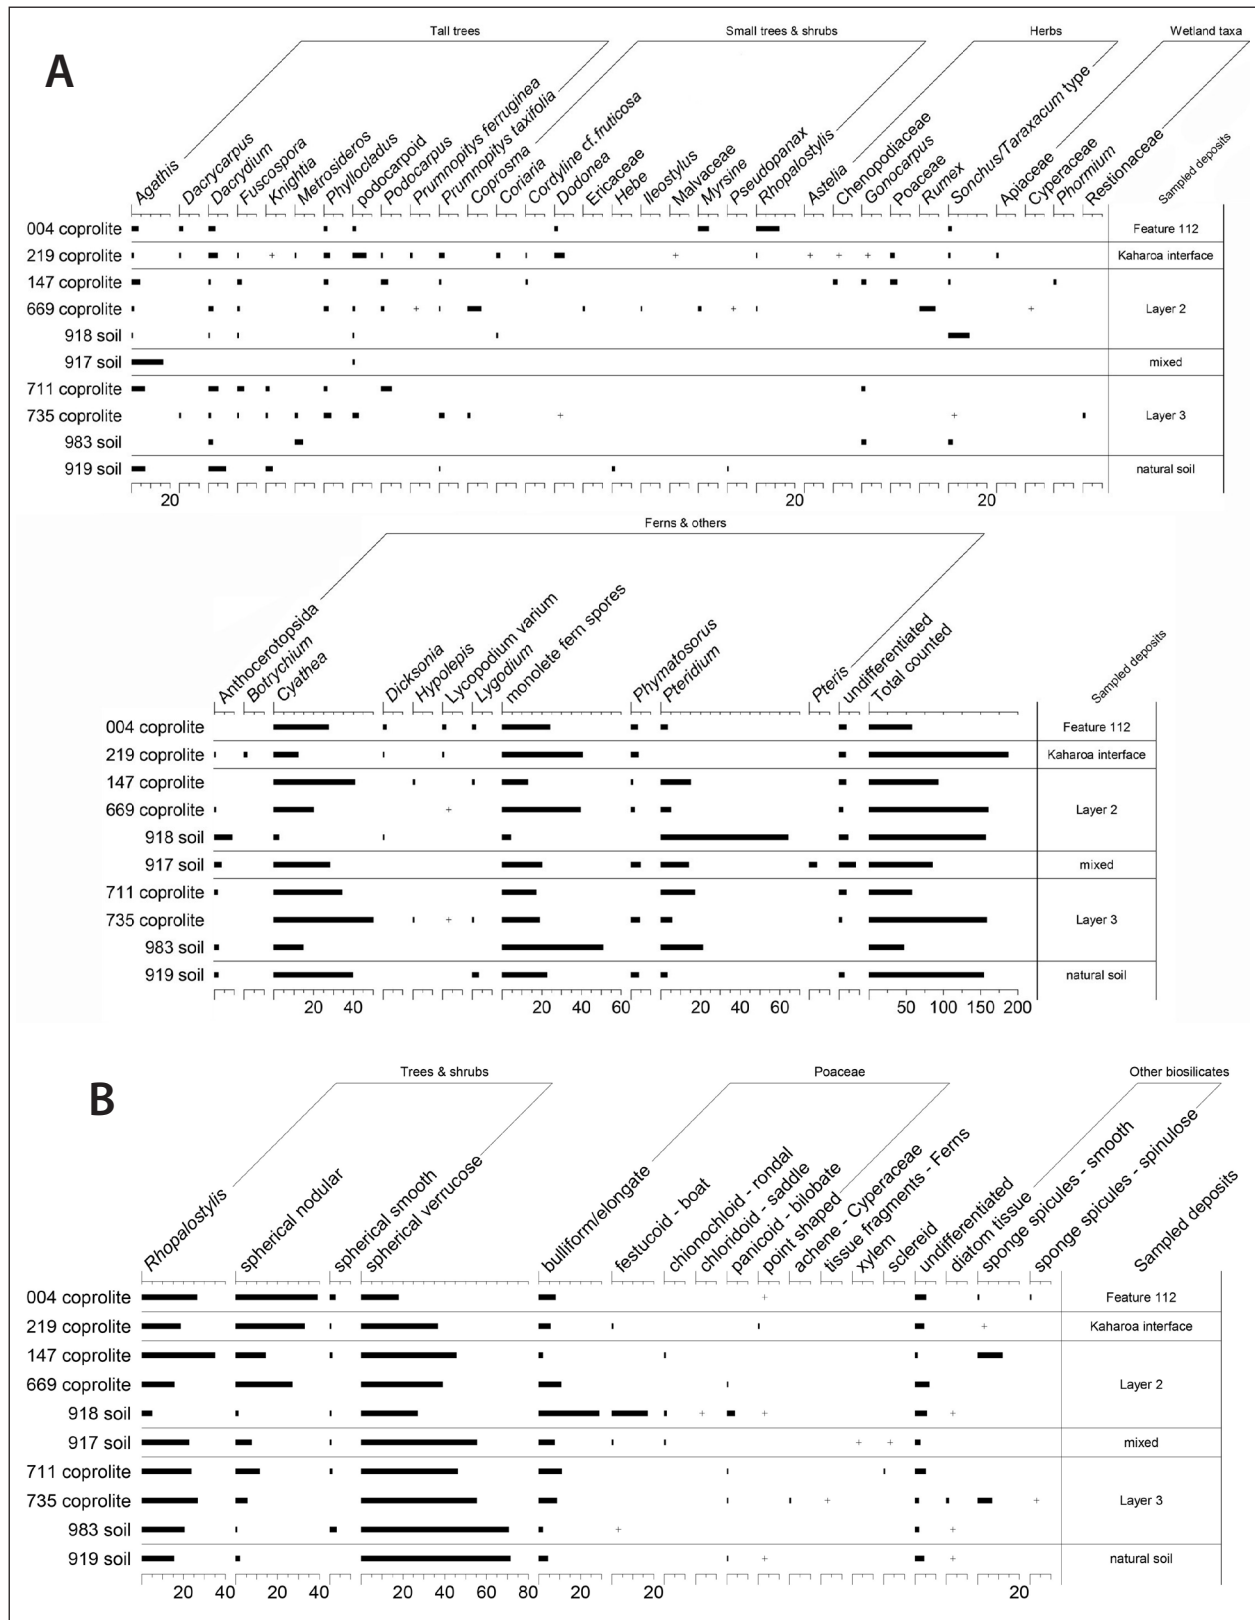 A
Tall trees
Small trees & shrubs
Herbs
Wetland taxa
Agathis
Dacrycarpus
Dacrydium
Fuscospora
Knightia
Metrosideros
Phyllocladus
podocarpoid
Podocarpus
Prumnopitys ferruginea
Prumnopitys taxifolia
Coprosma
Coriaria
Cordyline cf. fruticosa
Dodonea
Ericaceae
Hebe
Ileostylus
Malvaceae
Myrsine
Pseudopanax
Rhopalostylis
Astelia
Chenopodiaceae
Gonocarpus
Poaceae
Rumex
Sonchus/Taraxacum type
Apiaceae
Cyperaceae
Phormium
Restionaceae
Sampled deposits
004 coprolite Feature 112
219 coprolite + + + + + Kaharoa interface
147 coprolite
669 coprolite + + + Layer 2
918 soil
917 soil mixed
711 coprolite
735 coprolite + + Layer 3
983 soil
919 soil natural soil
20 20 20
Ferns & others
Anthocerotopsida
Botrychium
Cyathea
Dicksonia
Hypolepis
Lycopodium varium
Lygodium
monolete fern spores
Phymatosorus
Pteridium
Pteris
undifferentiated
Total counted
Sampled deposits
004 coprolite Feature 112
219 coprolite Kaharoa interface
147 coprolite
669 coprolite + Layer 2
918 soil
917 soil mixed
711 coprolite
735 coprolite + Layer 3
983 soil
919 soil natural soil
20 40 20 40 60 20 40 60 50 100 150 200
B
Trees & shrubs
Poaceae
Other biosilicates
Rhopalostylis
spherical nodular
spherical smooth
spherical verrucose
bulliform/elongate
festucoid - boat
chionochloid - rondal
chloridoid - saddle
panicoid - bilobate
point shaped
achene - Cyperaceae
tissue fragments - Ferns
xylem
sclereid
undifferentiated
diatom tissue
sponge spicules - smooth
sponge spicules - spinulose
Sampled deposits
004 coprolite + Feature 112
219 coprolite + Kaharoa interface
147 coprolite
669 coprolite Layer 2
918 soil + + +
917 soil + + mixed
711 coprolite
735 coprolite + + Layer 3
983 soil + +
919 soil + + natural soil
20 40 20 40 20 40 60 80 20 20 20